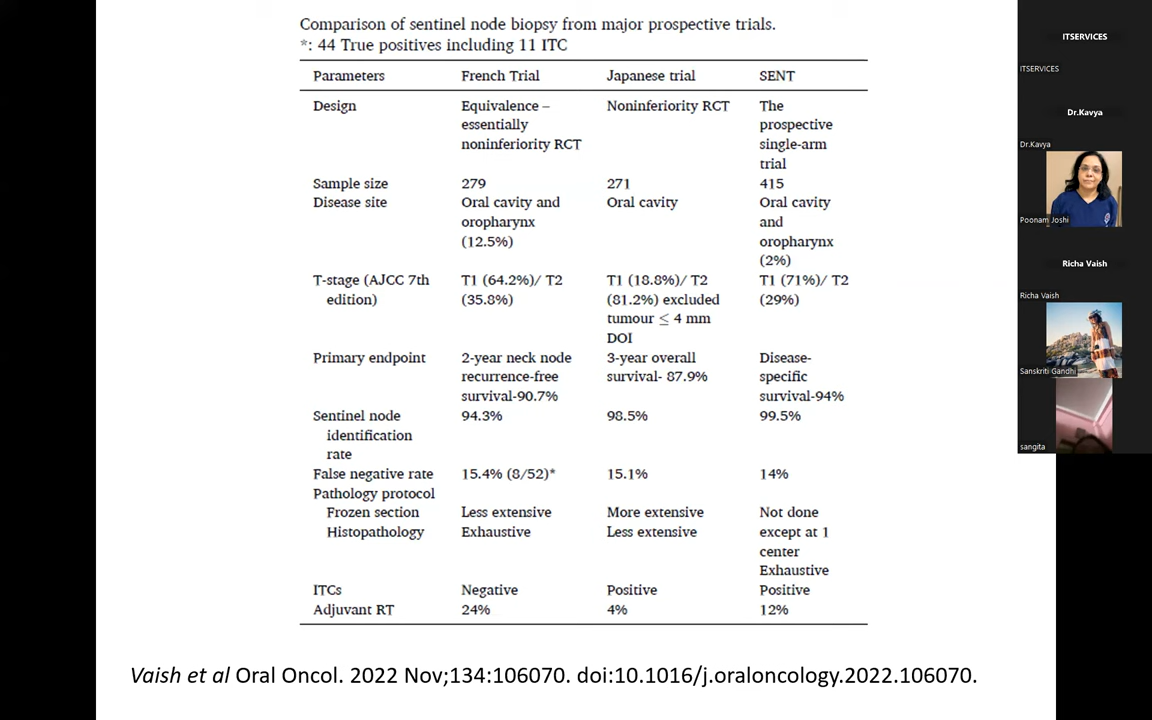 Comparison of sentinel node biopsy from major prospective trials.
*: 44 True positives including 11 ITC
Parameters French Trial Japanese trial SENT
Design Equivalence – Noninferiority RCT The
essentially prospective
noninferiority RCT single-arm
trial
Sample size 279 271 415
Disease site Oral cavity and Oral cavity Oral cavity
oropharynx and
(12.5%) oropharynx
(2%)
T-stage (AJCC 7th T1 (64.2%)/ T2 T1 (18.8%)/ T2 T1 (71%)/ T2
edition) (35.8%) (81.2%) excluded (29%)
tumour ≤ 4 mm
DOI
Primary endpoint 2-year neck node 3-year overall Disease-
recurrence-free survival- 87.9% specific
survival-90.7% survival-94%
Sentinel node 94.3% 98.5% 99.5%
identification
rate
False negative rate 15.4% (8/52)* 15.1% 14%
Pathology protocol
Frozen section Less extensive More extensive Not done
Histopathology Exhaustive Less extensive except at 1
center
Exhaustive
ITCs Negative Positive Positive
Adjuvant RT 24% 4% 12%
Vaish et al Oral Oncol. 2022 Nov;134:106070. doi:10.1016/j.oraloncology.2022.106070.
ITSERVICES
ITSERVICES
Dr.Kavya
Dr.Kavya
Poonam Joshi
Richa Vaish
Richa Vaish
Sanskriti Gandhi
sangita